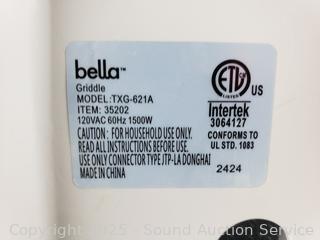 bella™
Griddle
MODEL:TXG-621A
ITEM: 35202
120VAC 60Hz 1500W
CAUTION: FOR HOUSEHOLD USE ONLY.
READ INSTRUCTIONS BEFORE USE.
USE ONLY CONNECTOR TYPE JTP-LA DONGHAI
MADE IN CHINA
ETL
LISTED
US
Intertek
3064127
CONFORMS TO
UL STD. 1083
2424
Copyright 2025 - Sound Auction Service